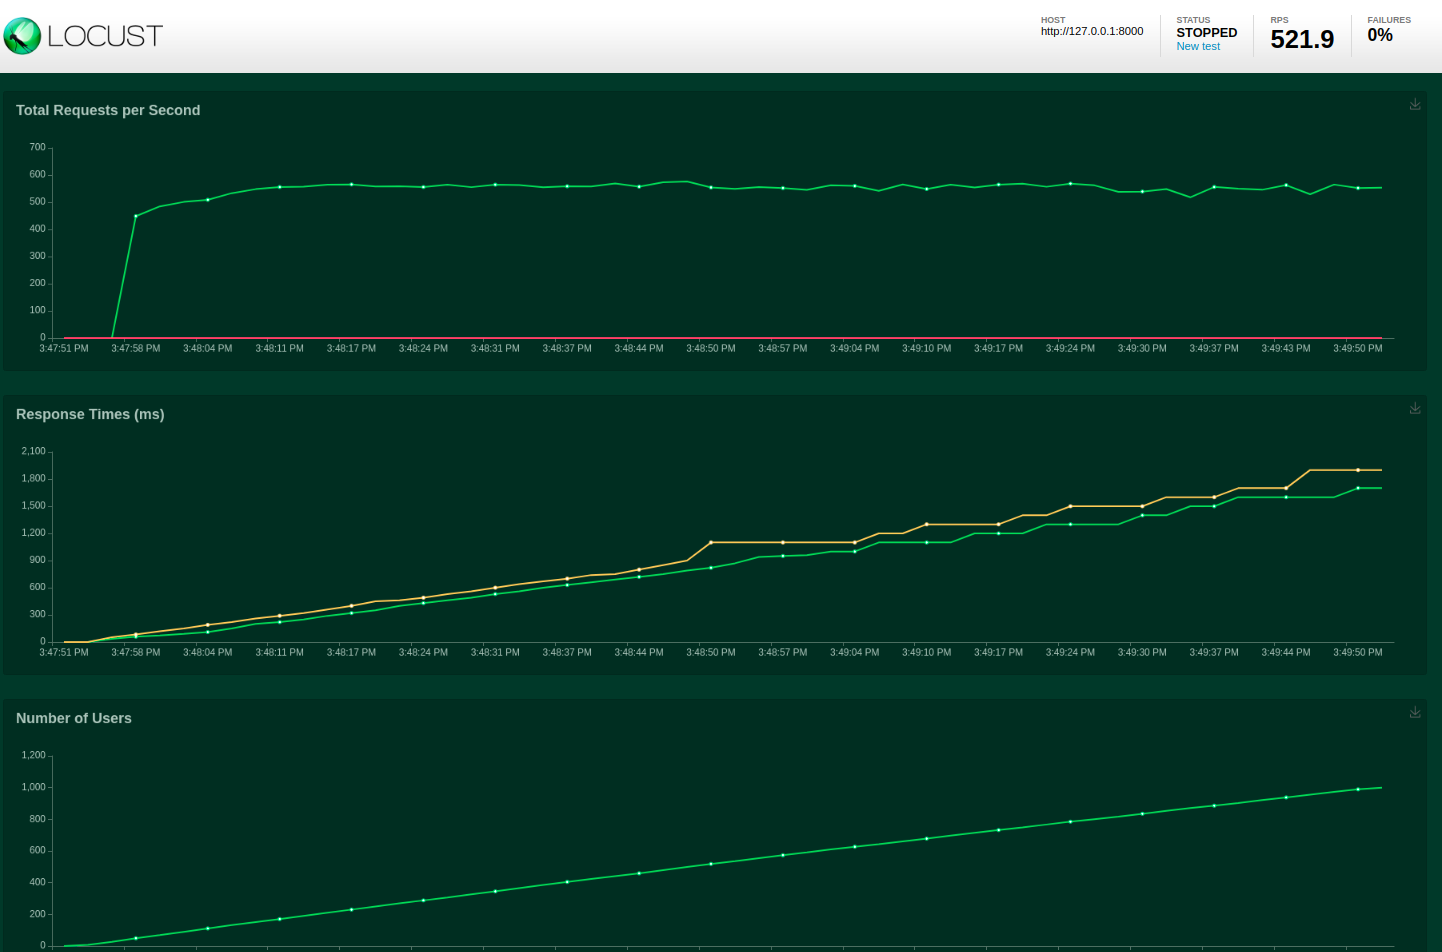 LOCUST
HOST
http://127.0.0.1:8000
STATUS
STOPPED
New test
RPS
521.9
FAILURES
0%
Total Requests per Second
700
600
500
400
300
200
100
0
3:47:51 PM 3:47:58 PM 3:48:04 PM 3:48:11 PM 3:48:17 PM 3:48:24 PM 3:48:31 PM 3:48:37 PM 3:48:44 PM 3:48:50 PM 3:48:57 PM 3:49:04 PM 3:49:10 PM 3:49:17 PM 3:49:24 PM 3:49:30 PM 3:49:37 PM 3:49:43 PM 3:49:50 PM
Response Times (ms)
2,100
1,800
1,500
1,200
900
600
300
0
3:47:51 PM 3:47:58 PM 3:48:04 PM 3:48:11 PM 3:48:17 PM 3:48:24 PM 3:48:31 PM 3:48:37 PM 3:48:44 PM 3:48:50 PM 3:48:57 PM 3:49:04 PM 3:49:10 PM 3:49:17 PM 3:49:24 PM 3:49:30 PM 3:49:37 PM 3:49:44 PM 3:49:50 PM
Number of Users
1,200
1,000
800
600
400
200
0